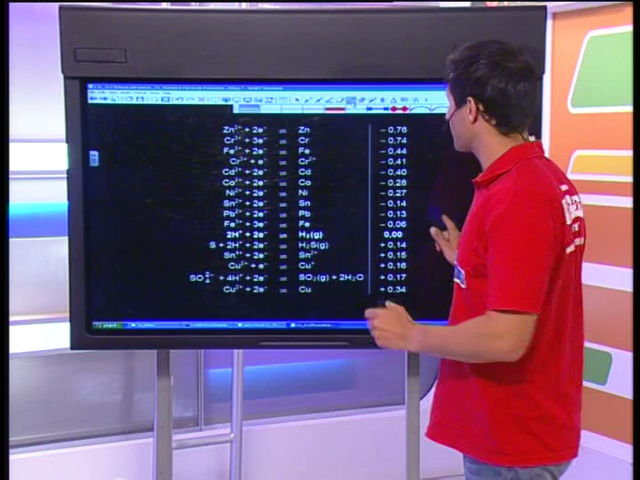 Zn²⁺ + 2e⁻ ⇌ Zn − 0,76
Cr³⁺ + 3e⁻ ⇌ Cr − 0,74
Fe²⁺ + 2e⁻ ⇌ Fe − 0,44
Cr³⁺ + e⁻ ⇌ Cr²⁺ − 0,41
Cd²⁺ + 2e⁻ ⇌ Cd − 0,40
Co²⁺ + 2e⁻ ⇌ Co − 0,28
Ni²⁺ + 2e⁻ ⇌ Ni − 0,27
Sn²⁺ + 2e⁻ ⇌ Sn − 0,14
Pb²⁺ + 2e⁻ ⇌ Pb − 0,13
Fe³⁺ + 3e⁻ ⇌ Fe − 0,06
2H⁺ + 2e⁻ ⇌ H₂(g) 0,00
S + 2H⁺ + 2e⁻ ⇌ H₂S(g) + 0,14
Sn⁴⁺ + 2e⁻ ⇌ Sn²⁺ + 0,15
Cu²⁺ + e⁻ ⇌ Cu⁺ + 0,16
SO₄²⁻ + 4H⁺ + 2e⁻ ⇌ SO₂(g) + 2H₂O + 0,17
Cu²⁺ + 2e⁻ ⇌ Cu + 0,34
start